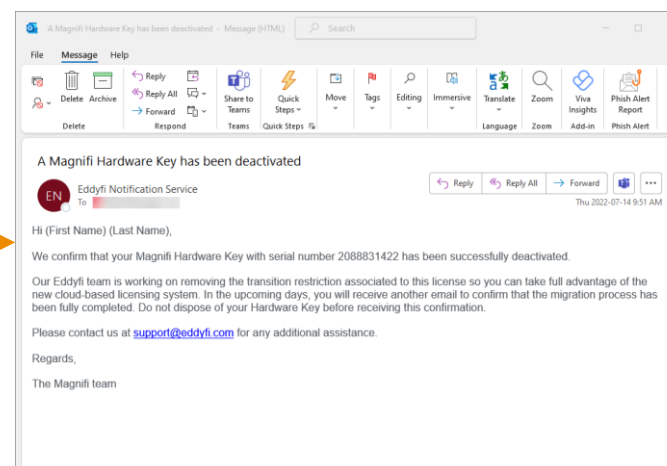 A Magnifi Hardware Key has been deactivated - Message (HTML)
Search
File Message Help
Delete Archive
Reply
Reply All
Forward
Share to Teams
Quick Steps
Move
Tags
Editing
Immersive
Translate
Zoom
Viva Insights
Phish Alert Report
Delete Respond Teams Quick Steps Language Zoom Add-in Phish Alert
A Magnifi Hardware Key has been deactivated
EN
Eddyfi Notification Service
To
Reply Reply All Forward
Thu 2022-07-14 9:51 AM
Hi (First Name) (Last Name),
We confirm that your Magnifi Hardware Key with serial number 2088831422 has been successfully deactivated.
Our Eddyfi team is working on removing the transition restriction associated to this license so you can take full advantage of the
new cloud-based licensing system. In the upcoming days, you will receive another email to confirm that the migration process has
been fully completed. Do not dispose of your Hardware Key before receiving this confirmation.
Please contact us at support@eddyfi.com for any additional assistance.
Regards,
The Magnifi team